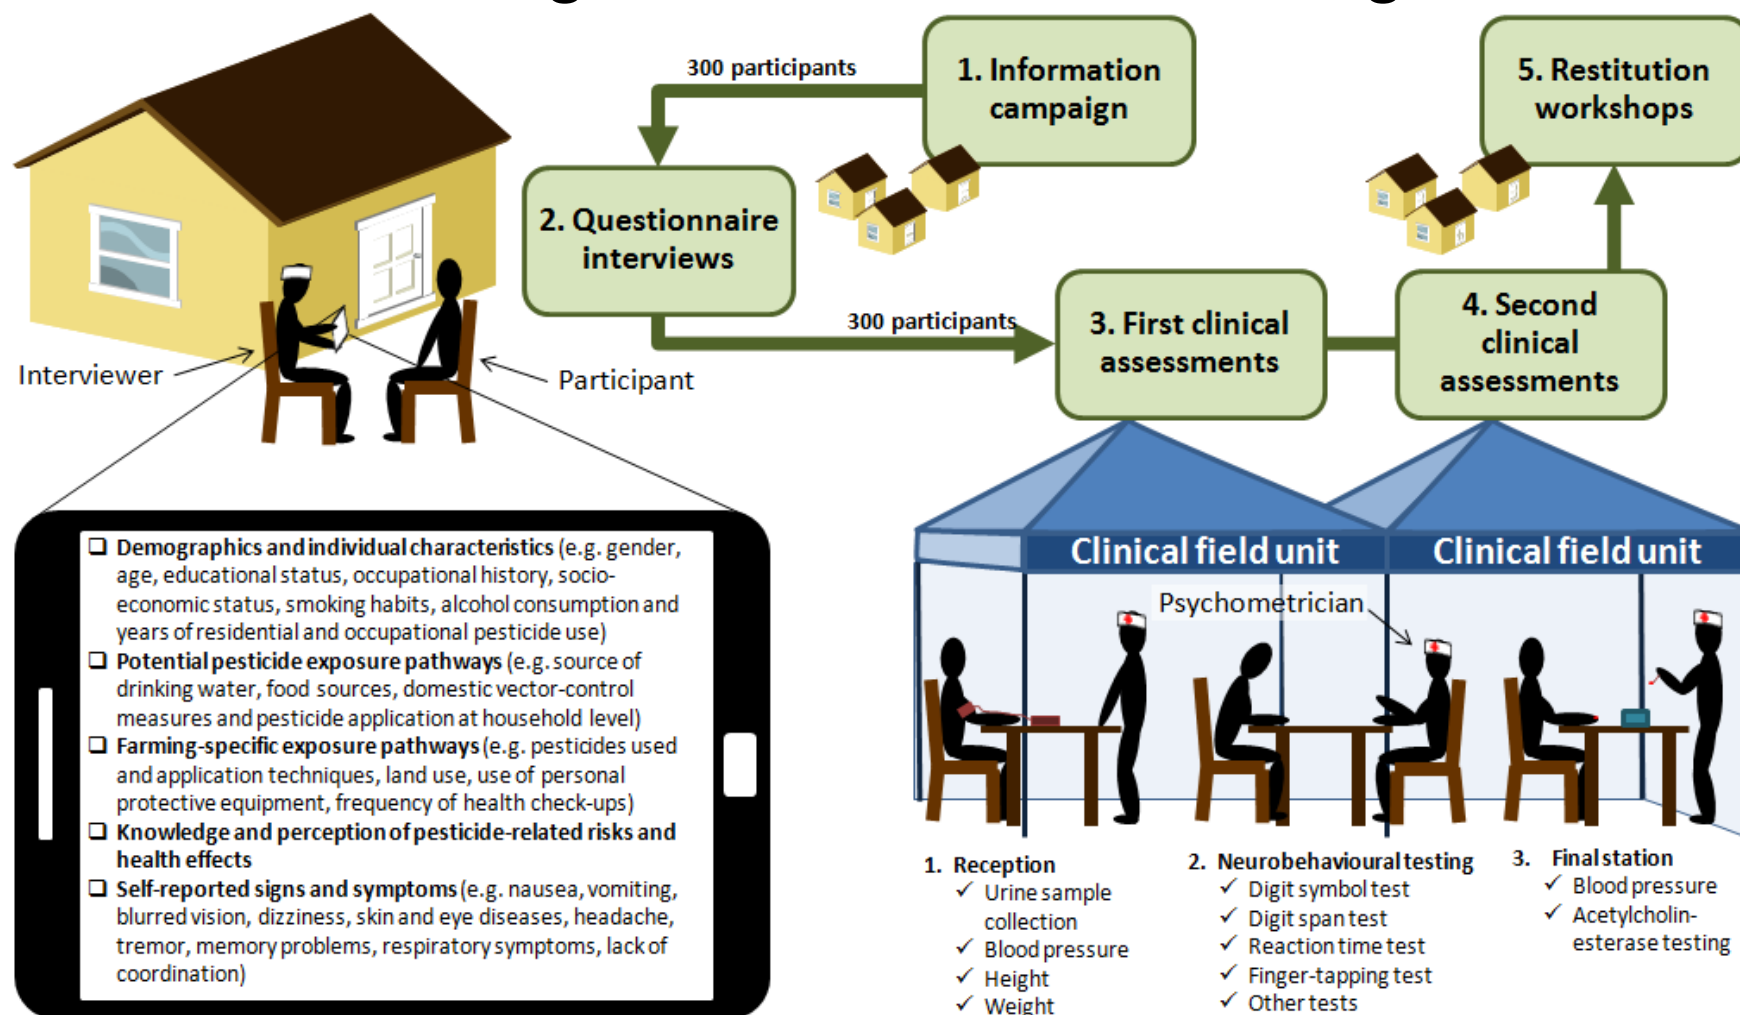 300 participants
1. Information
campaign
5. Restitution
workshops
2. Questionnaire
interviews
300 participants
3. First clinical
assessments
4. Second
clinical
assessments
Interviewer
Participant
❑ Demographics and individual characteristics (e.g. gender,
age, educational status, occupational history, socio-
economic status, smoking habits, alcohol consumption and
years of residential and occupational pesticide use)
❑ Potential pesticide exposure pathways (e.g. source of
drinking water, food sources, domestic vector-control
measures and pesticide application at household level)
❑ Farming-specific exposure pathways (e.g. pesticides used
and application techniques, land use, use of personal
protective equipment, frequency of health check-ups)
❑ Knowledge and perception of pesticide-related risks and
health effects
❑ Self-reported signs and symptoms (e.g. nausea, vomiting,
blurred vision, dizziness, skin and eye diseases, headache,
tremor, memory problems, respiratory symptoms, lack of
coordination)
Clinical field unit
Clinical field unit
Psychometrician
1. Reception
✓ Urine sample
collection
✓ Blood pressure
✓ Height
✓ Weight
2. Neurobehavioural testing
✓ Digit symbol test
✓ Digit span test
✓ Reaction time test
✓ Finger-tapping test
✓ Other tests
3. Final station
✓ Blood pressure
✓ Acetylcholin-
esterase testing